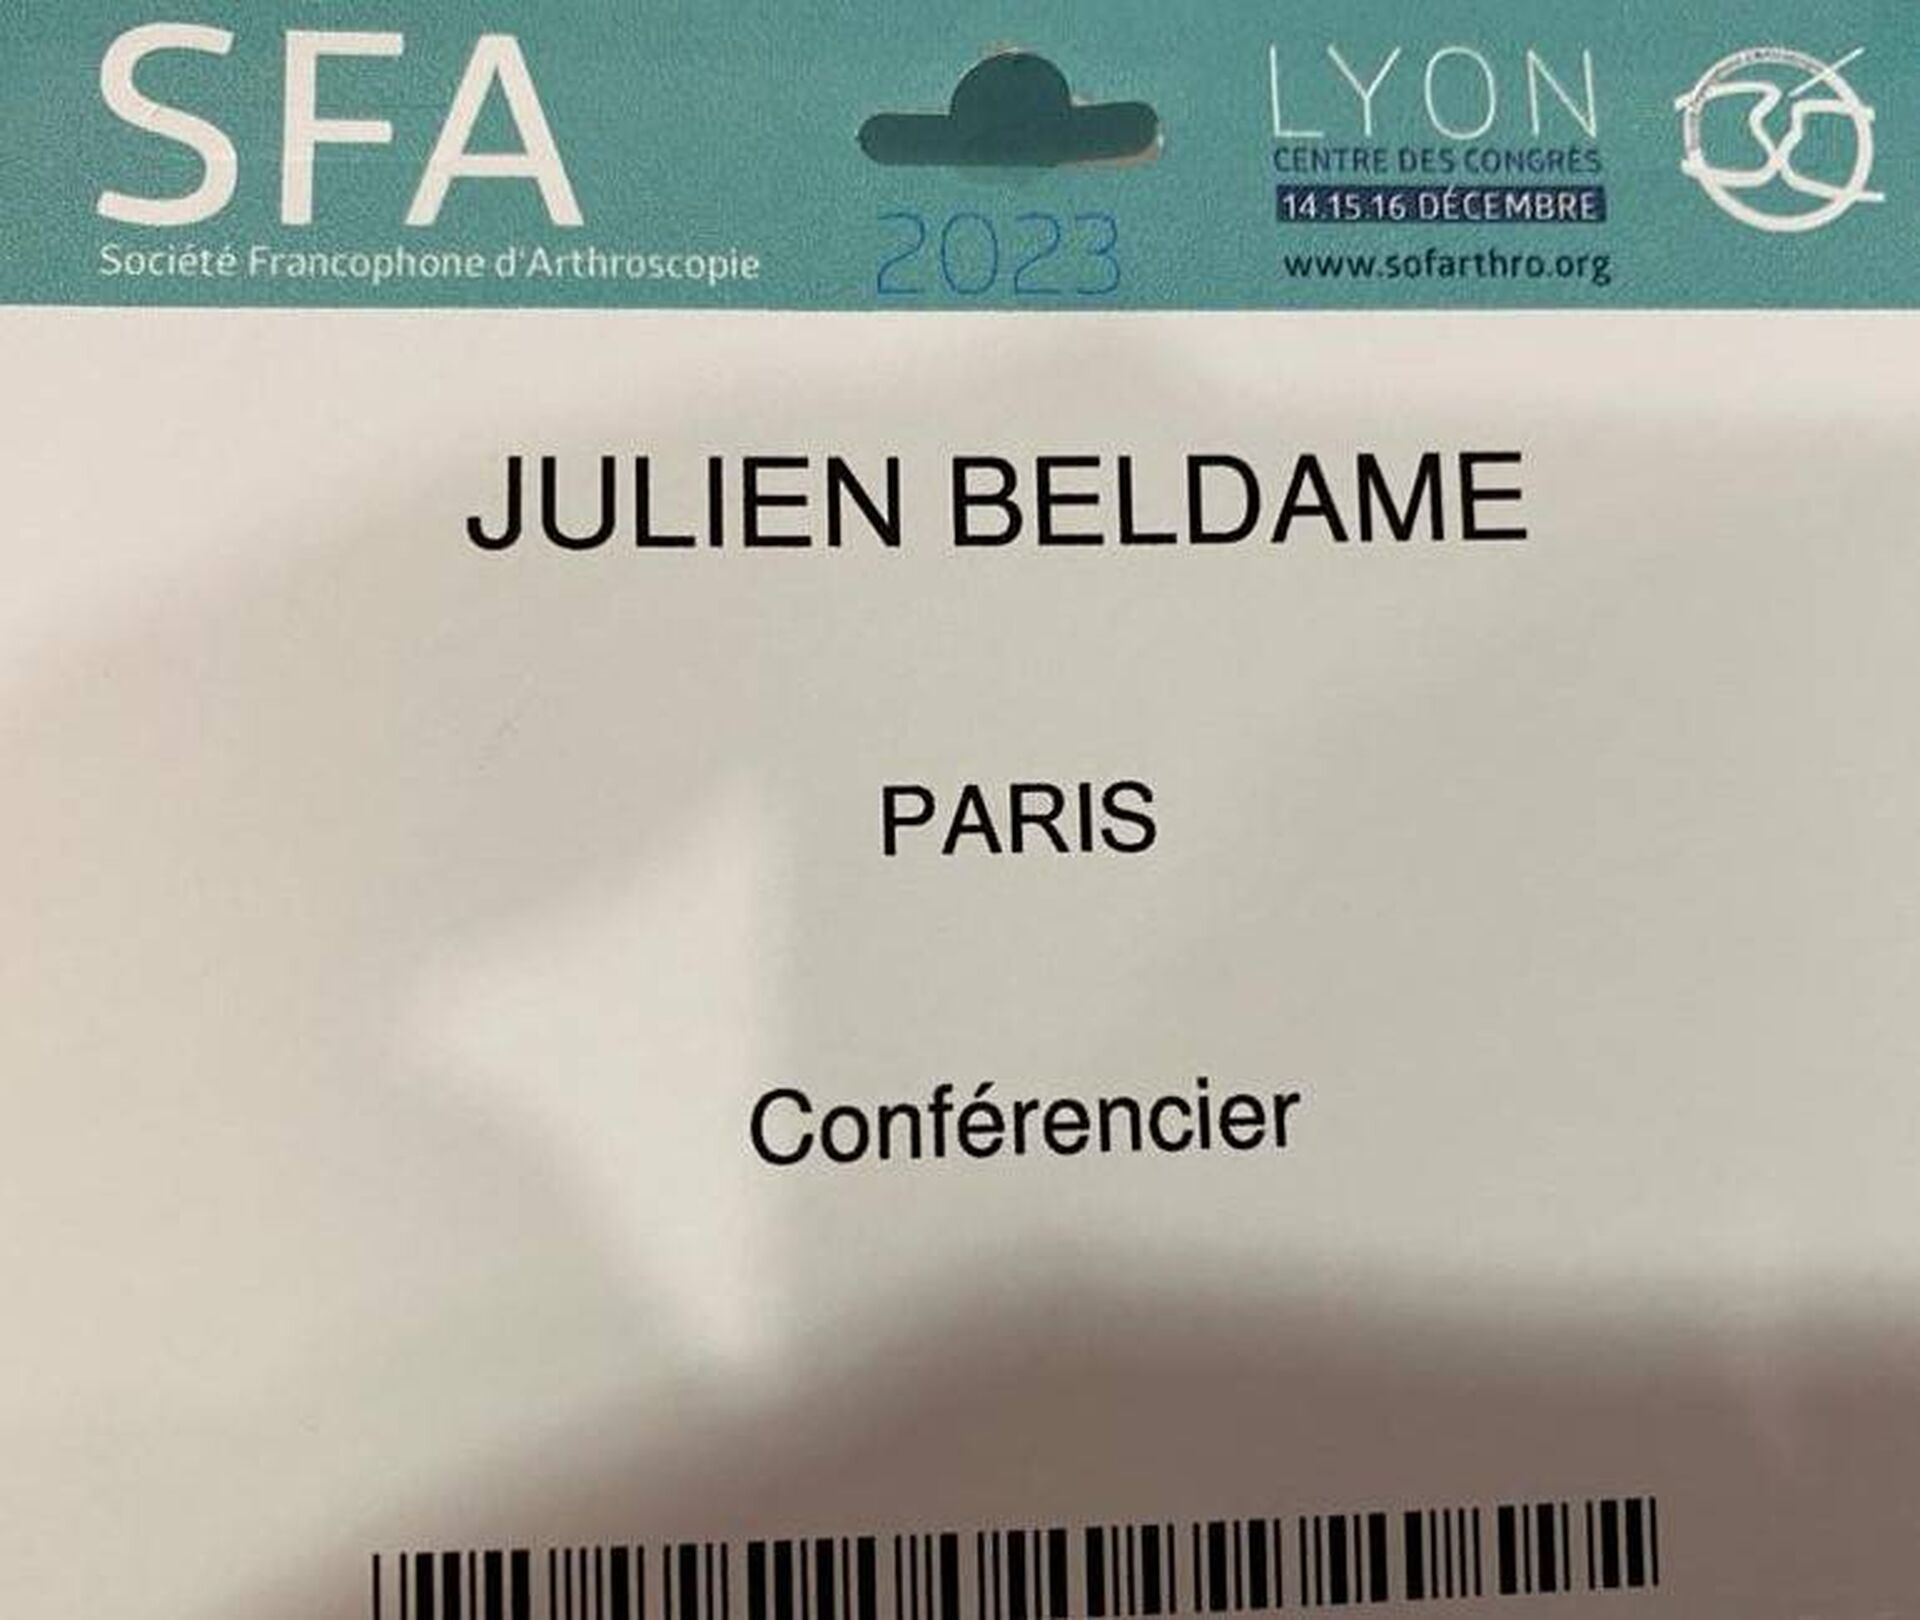 SFA
Société Francophone d'Arthroscopie
2023
LYON
CENTRE DES CONGRÈS
14.15.16 DÉCEMBRE
www.sofarthro.org
JULIEN BELDAME
PARIS
Conférencier